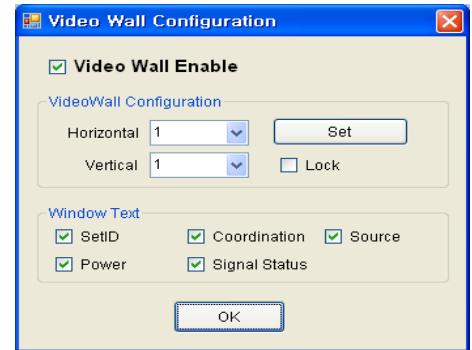 Video Wall Configuration
Video Wall Enable
VideoWall Configuration
Horizontal 1 Set
Vertical 1 Lock
Window Text
SetID Coordination Source
Power Signal Status
OK